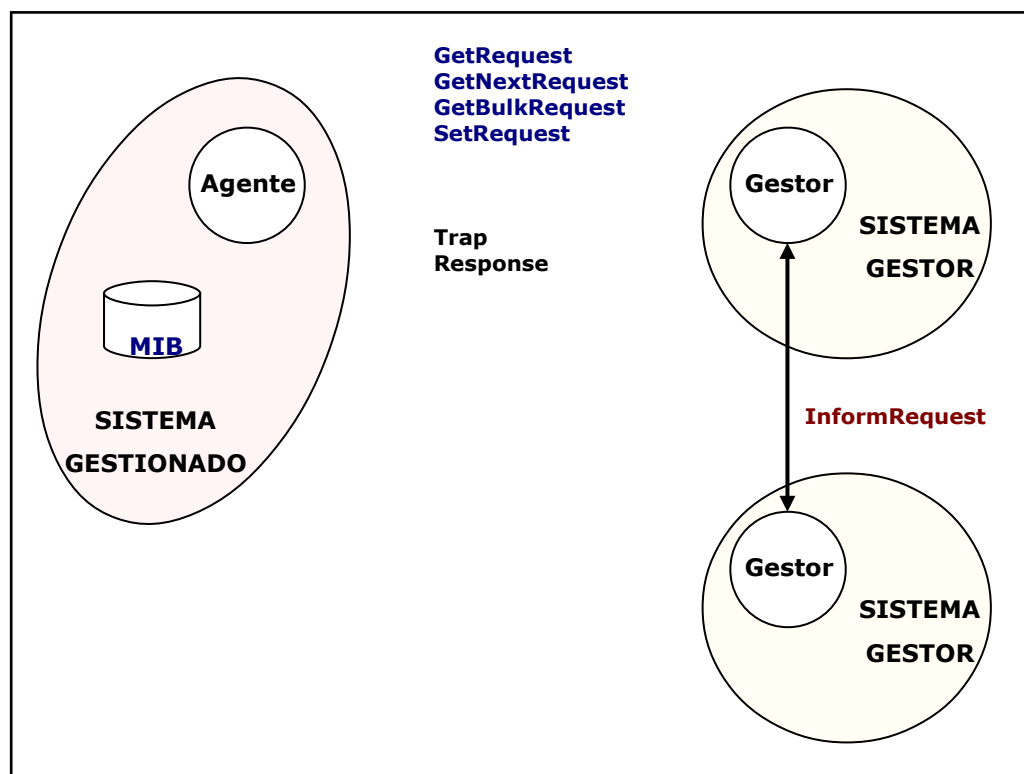 GetRequest
GetNextRequest
GetBulkRequest
SetRequest
Agente
Gestor
SISTEMA
GESTOR
Trap
Response
MIB
SISTEMA
GESTIONADO
InformRequest
Gestor
SISTEMA
GESTOR